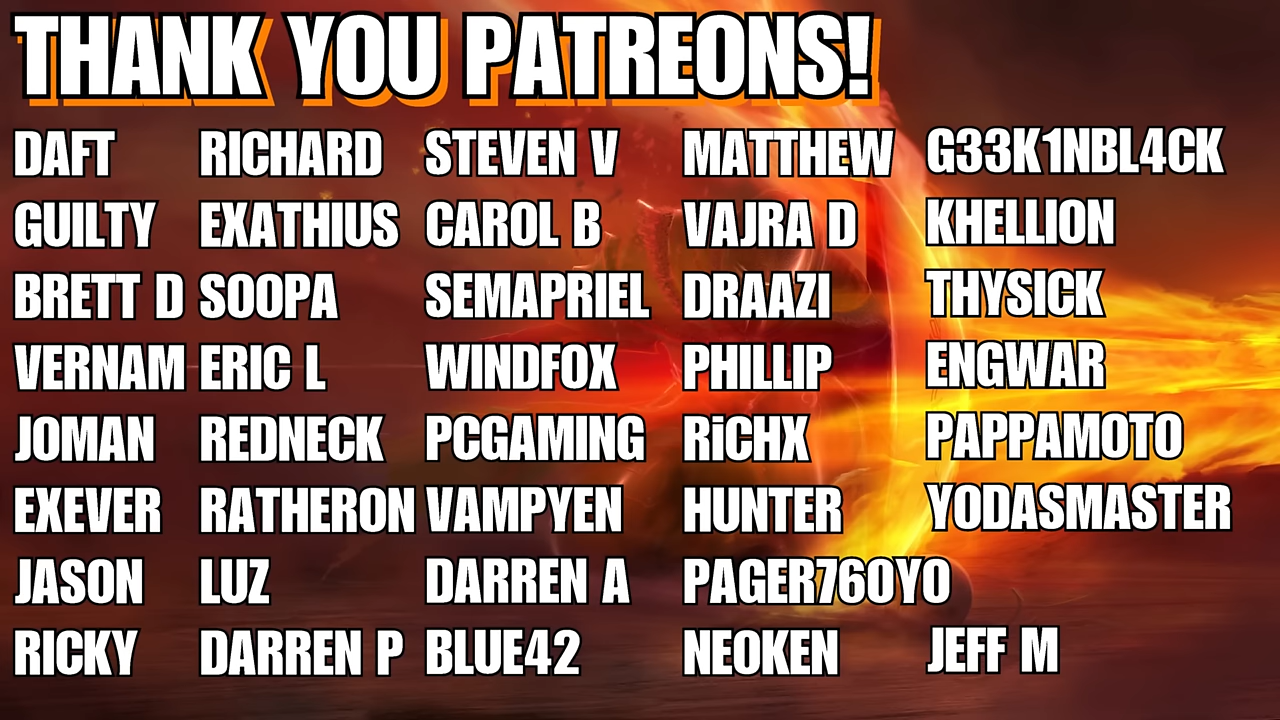 THANK YOU PATREONS!
DAFT RICHARD STEVEN V MATTHEW G33K1NBL4CK
GUILTY EXATHIUS CAROL B VAJRA D KHELLION
BRETT D SOOPA SEMAPRIEL DRAAZI THYSICK
VERNAM ERIC L WINDFOX PHILLIP ENGWAR
JOMAN REDNECK PCGAMING RiCHX PAPPAMOTO
EXEVER RATHERON VAMPYEN HUNTER YODASMASTER
JASON LUZ DARREN A PAGER760YO
RICKY DARREN P BLUE42 NEOKEN JEFF M